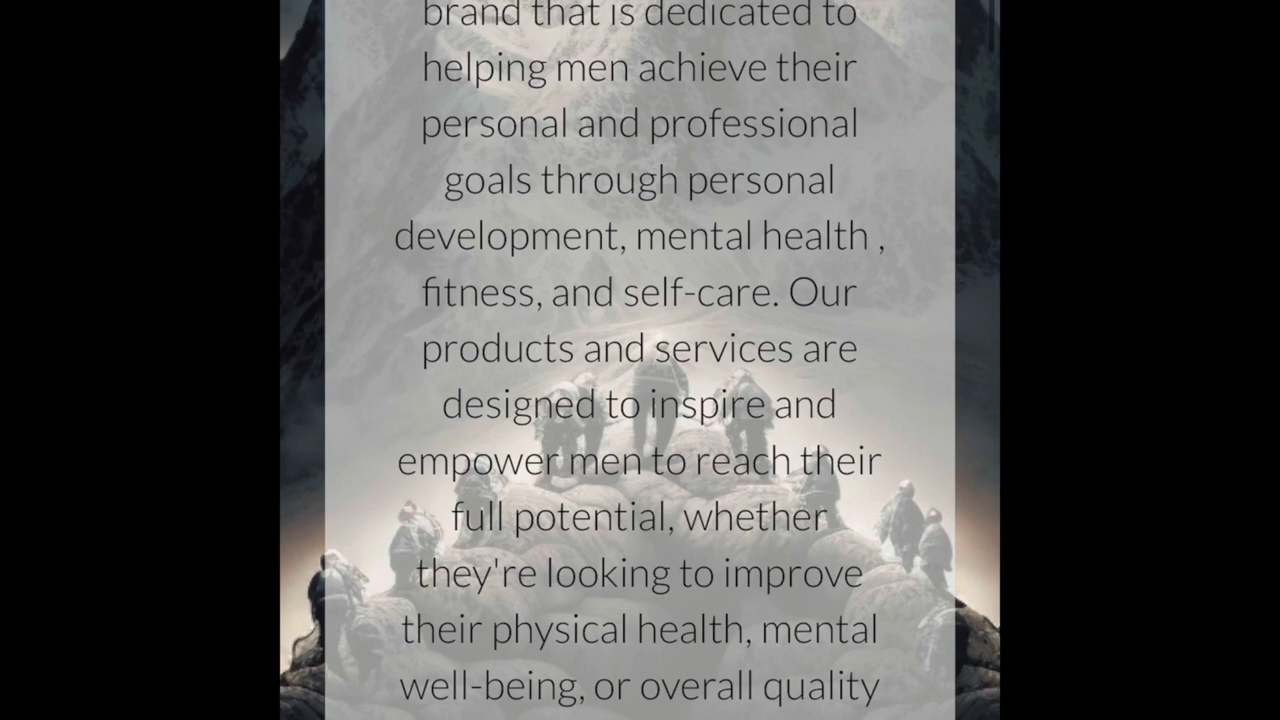 brand that is dedicated to
helping men achieve their
personal and professional
goals through personal
development, mental health ,
fitness, and self-care. Our
products and services are
designed to inspire and
empower men to reach their
full potential, whether
they're looking to improve
their physical health, mental
well-being, or overall quality